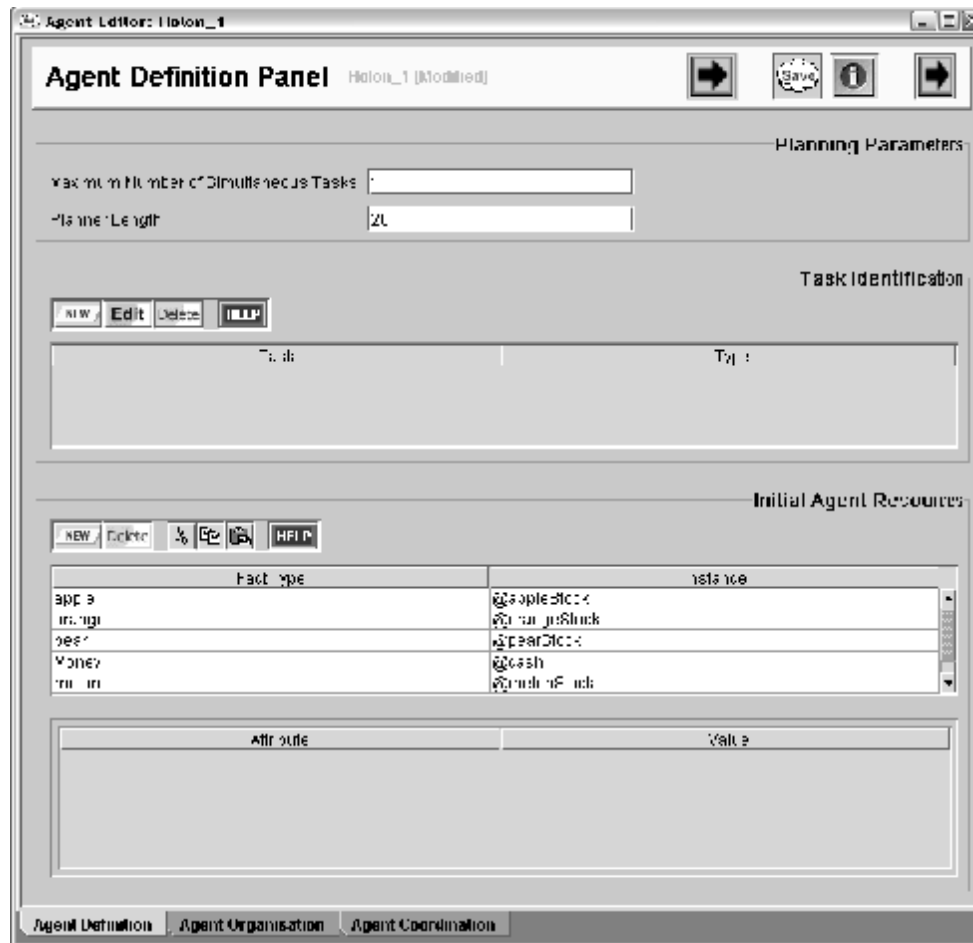 Agent Editor: Holon_1
Agent Definition Panel Holon_1 [Modified]
Save
Planning Parameters
Maximum Number of Simultaneous Tasks
Planner Length 20
Task Identification
NEW Edit Delete HELP
Task Type
Initial Agent Resources
NEW Delete HELP
Fact Type Instance
apple @appleStock
orange @orangeStock
pear @pearStock
Money @cash
melon @melonStock
Attribute Value
Agent Definition Agent Organisation Agent Coordination